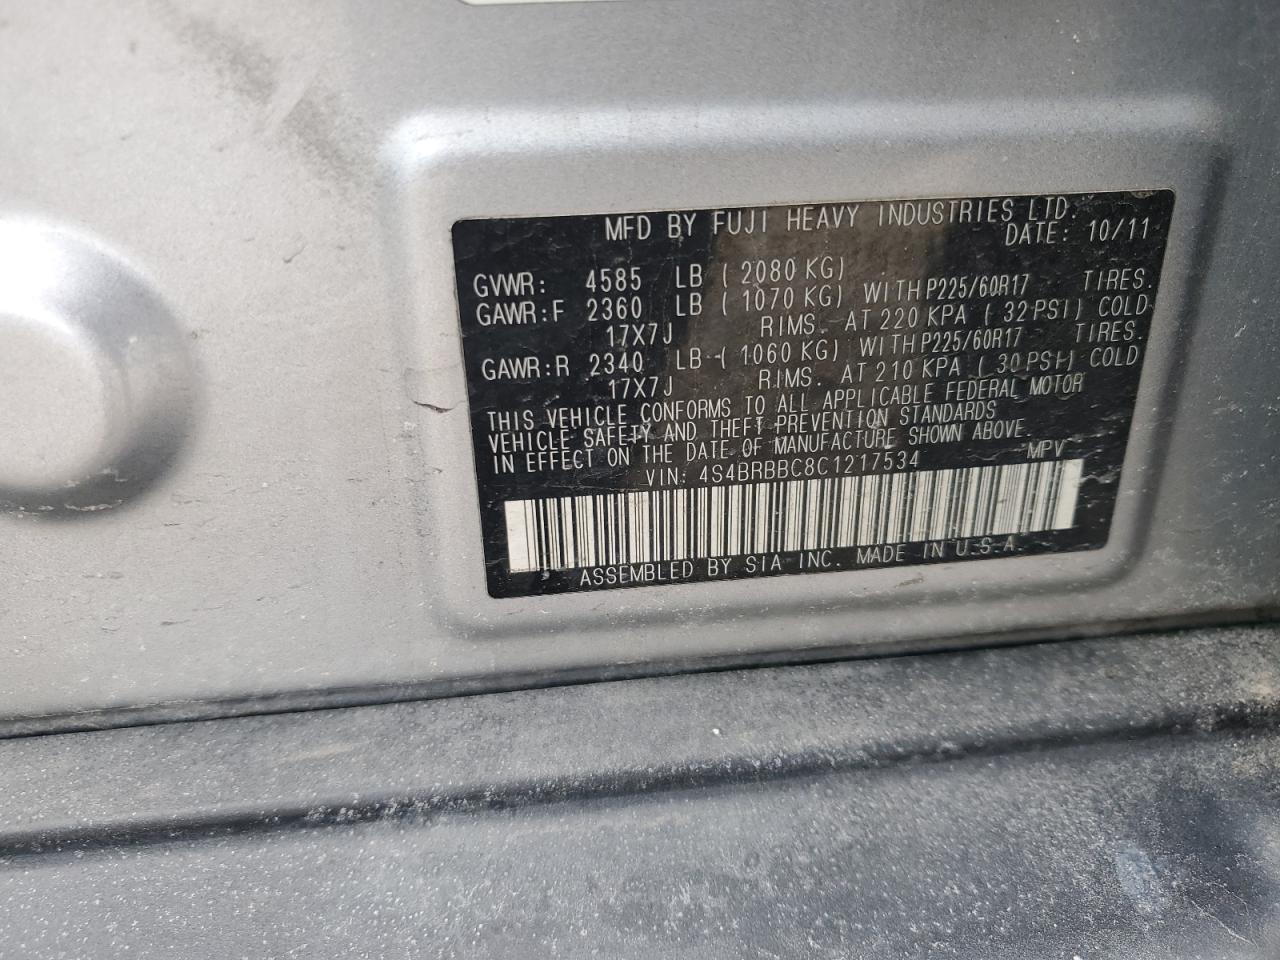 MFD BY FUJI HEAVY INDUSTRIES LTD.
DATE: 10/11
GVWR: 4585 LB ( 2080 KG)
GAWR:F 2360 LB ( 1070 KG) WITH P225/60R17 TIRES.
17X7J RIMS. AT 220 KPA ( 32 PSI) COLD
GAWR:R 2340 LB ( 1060 KG) WITH P225/60R17 TIRES.
17X7J RIMS. AT 210 KPA ( 30 PSI) COLD
THIS VEHICLE CONFORMS TO ALL APPLICABLE FEDERAL MOTOR
VEHICLE SAFETY AND THEFT PREVENTION STANDARDS
IN EFFECT ON THE DATE OF MANUFACTURE SHOWN ABOVE
VIN: 4S4BRBBC8C1217534 MPV
ASSEMBLED BY SIA INC. MADE IN U.S.A.